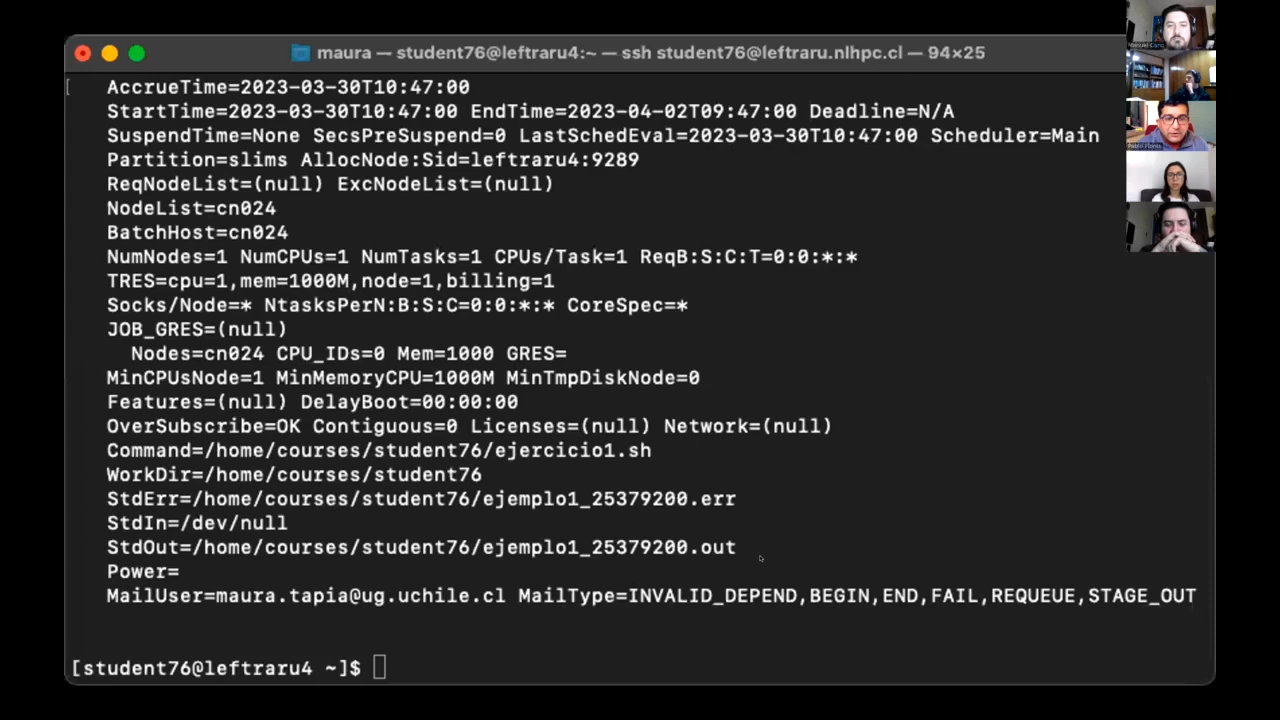 maura — student76@leftraru4:~ — ssh student76@leftraru.nlhpc.cl — 94×25
[ AccrueTime=2023-03-30T10:47:00
StartTime=2023-03-30T10:47:00 EndTime=2023-04-02T09:47:00 Deadline=N/A
SuspendTime=None SecsPreSuspend=0 LastSchedEval=2023-03-30T10:47:00 Scheduler=Main
Partition=slims AllocNode:Sid=leftraru4:9289
ReqNodeList=(null) ExcNodeList=(null)
NodeList=cn024
BatchHost=cn024
NumNodes=1 NumCPUs=1 NumTasks=1 CPUs/Task=1 ReqB:S:C:T=0:0:*:*
TRES=cpu=1,mem=1000M,node=1,billing=1
Socks/Node=* NtasksPerN:B:S:C=0:0:*:* CoreSpec=*
JOB_GRES=(null)
Nodes=cn024 CPU_IDs=0 Mem=1000 GRES=
MinCPUsNode=1 MinMemoryCPU=1000M MinTmpDiskNode=0
Features=(null) DelayBoot=00:00:00
OverSubscribe=OK Contiguous=0 Licenses=(null) Network=(null)
Command=/home/courses/student76/ejercicio1.sh
WorkDir=/home/courses/student76
StdErr=/home/courses/student76/ejemplo1_25379200.err
StdIn=/dev/null
StdOut=/home/courses/student76/ejemplo1_25379200.out
Power=
MailUser=maura.tapia@ug.uchile.cl MailType=INVALID_DEPEND,BEGIN,END,FAIL,REQUEUE,STAGE_OUT
[student76@leftraru4 ~]$